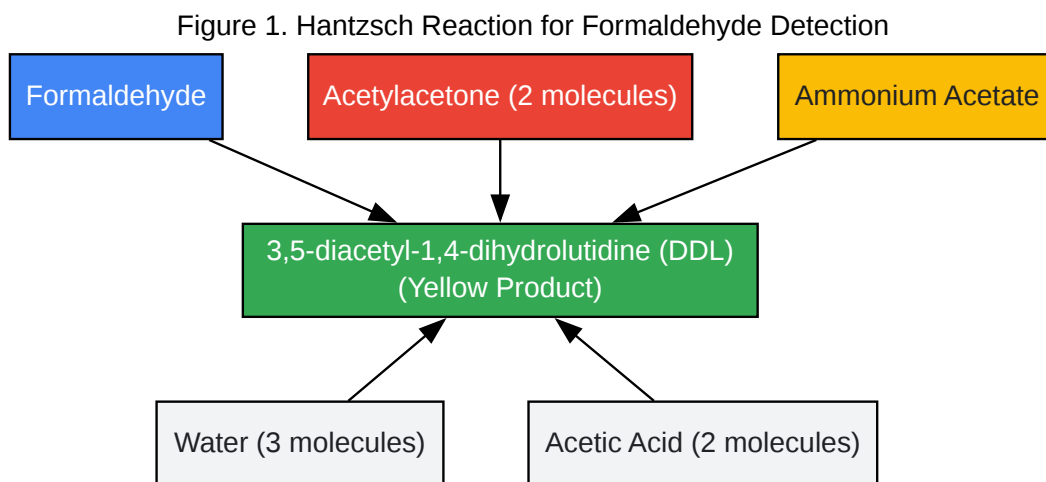 Figure 1. Hantzsch Reaction for Formaldehyde Detection
Formaldehyde
Acetylacetone (2 molecules)
Ammonium Acetate
3,5-diacetyl-1,4-dihydrolutidine (DDL)
(Yellow Product)
Water (3 molecules)
Acetic Acid (2 molecules)